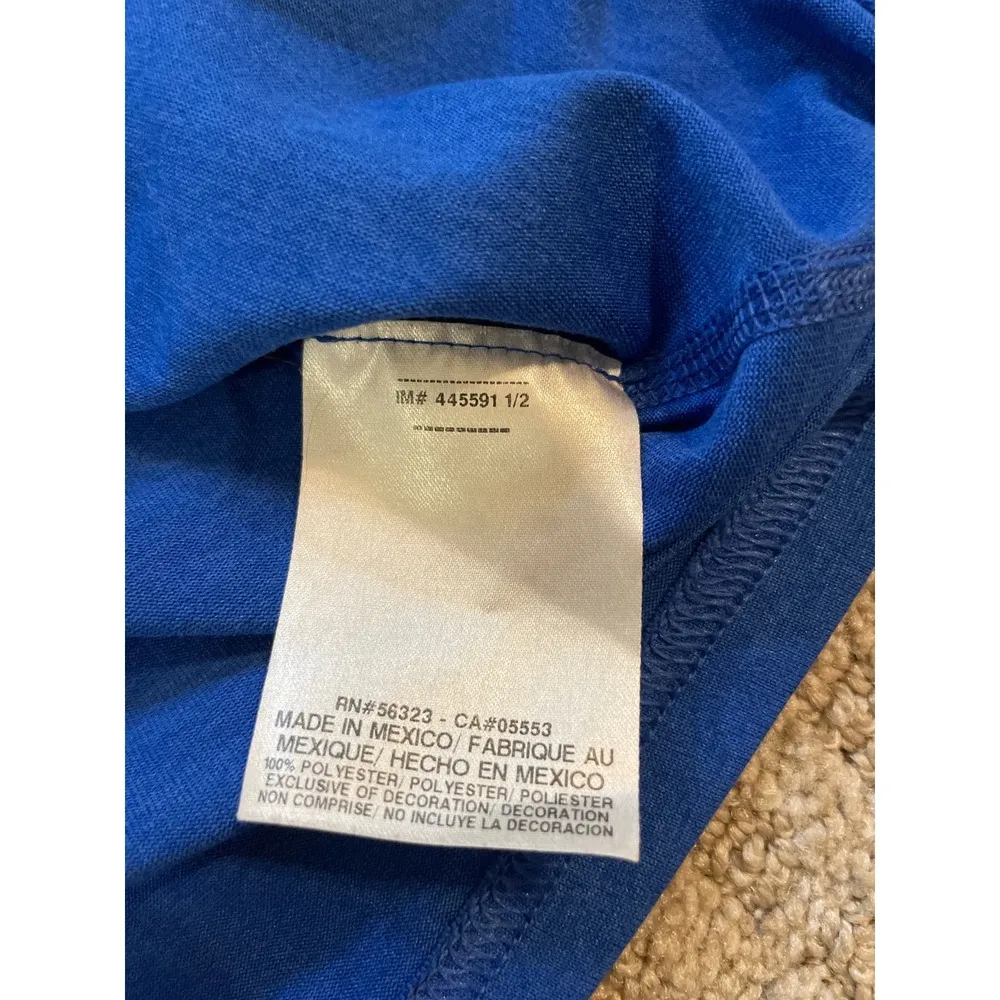 IM# 445591 1/2
RN#56323 - CA#05553
MADE IN MEXICO/ FABRIQUE AU
MEXIQUE/ HECHO EN MEXICO
100% POLYESTER/ POLYESTER/ POLIESTER
EXCLUSIVE OF DECORATION/ DECORATION
NON COMPRISE/ NO INCLUYE LA DECORACION